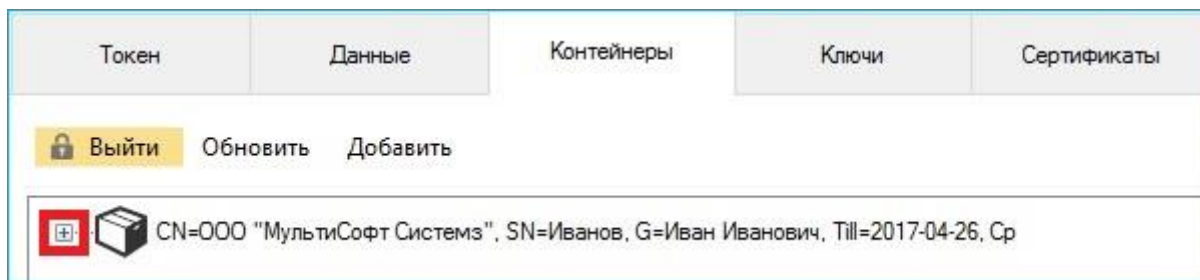 Токен Данные Контейнеры Ключи Сертификаты
Выйти Обновить Добавить
CN=ООО "МультиСофт Системз", SN=Иванов, G=Иван Иванович, Till=2017-04-26, Ср